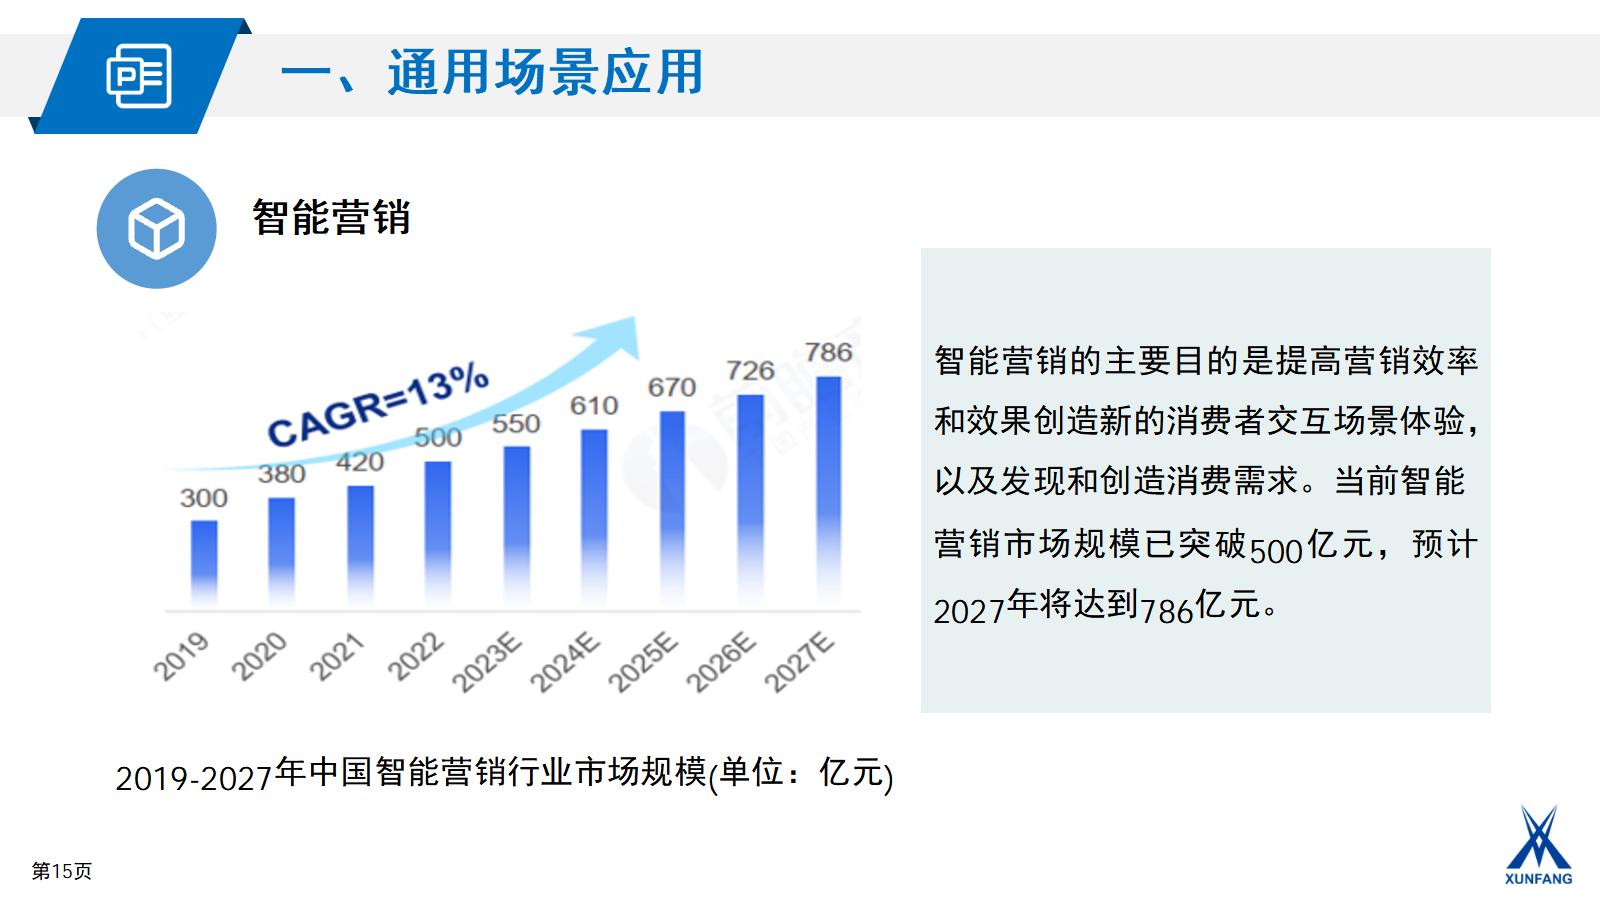 一、通用场景应用
智能营销
CAGR=13%
300
380
420
500
550
610
670
726
786
2019
2020
2021
2022
2023E
2024E
2025E
2026E
2027E
2019-2027年中国智能营销行业市场规模(单位：亿元)
智能营销的主要目的是提高营销效率
和效果创造新的消费者交互场景体验，
以及发现和创造消费需求。当前智能
营销市场规模已突破500亿元，预计
2027年将达到786亿元。
第15页
XUNFANG